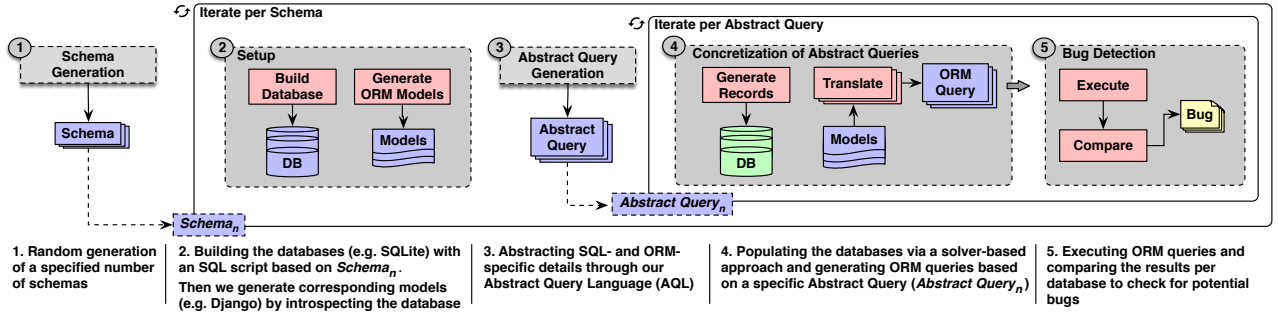 Iterate per Schema
Iterate per Abstract Query
1
Schema
Generation
Schema
2
Setup
Build
Database
DB
Generate
ORM Models
Models
3
Abstract Query
Generation
Abstract
Query
4
Concretization of Abstract Queries
Generate
Records
DB
Translate
Models
ORM
Query
5
Bug Detection
Execute
Compare
Bug
Schemaₙ
Abstract Queryₙ
1. Random generation
of a specified number
of schemas
2. Building the databases (e.g. SQLite) with
an SQL script based on Schemaₙ.
Then we generate corresponding models
(e.g. Django) by introspecting the database
3. Abstracting SQL- and ORM-
specific details through our
Abstract Query Language (AQL)
4. Populating the databases via a solver-based
approach and generating ORM queries based
on a specific Abstract Query (Abstract Queryₙ)
5. Executing ORM queries and
comparing the results per
database to check for potential
bugs